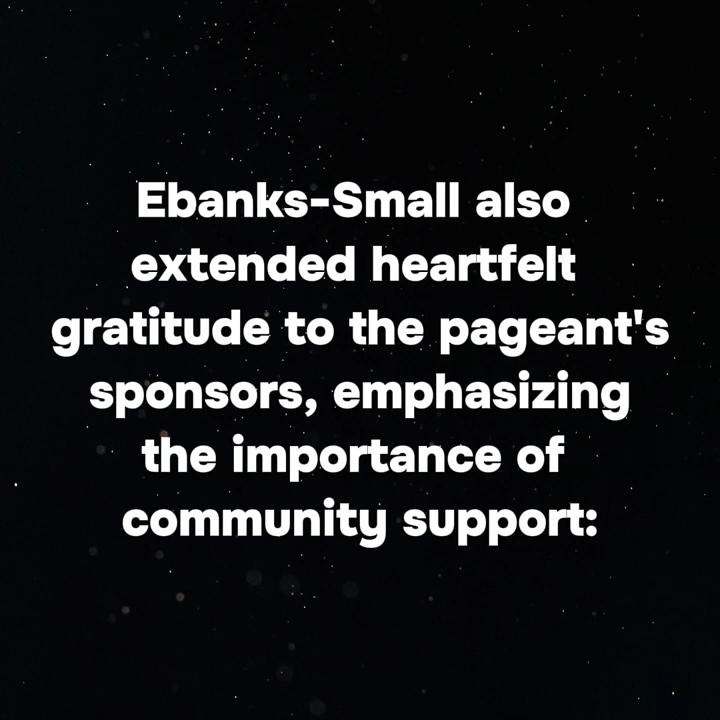 Ebanks-Small also
extended heartfelt
gratitude to the pageant's
sponsors, emphasizing
the importance of
community support: